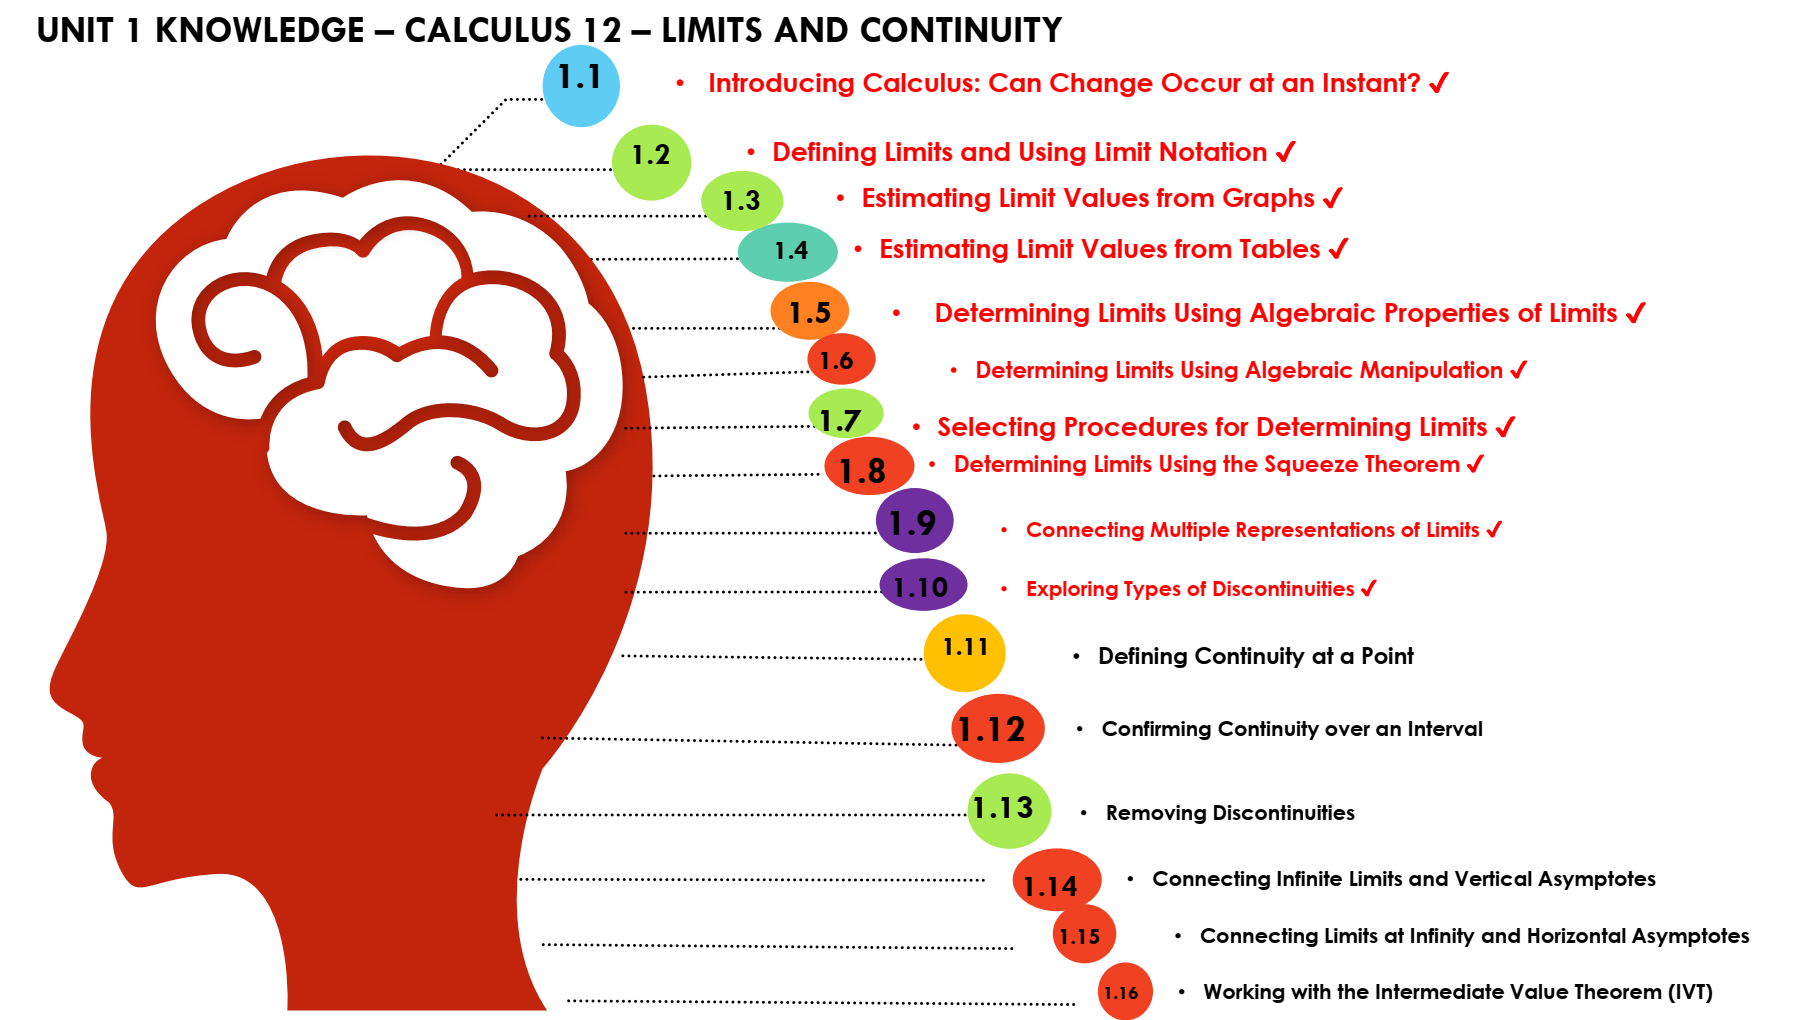 UNIT 1 KNOWLEDGE – CALCULUS 12 – LIMITS AND CONTINUITY
1.1 • Introducing Calculus: Can Change Occur at an Instant? ✓
1.2 • Defining Limits and Using Limit Notation ✓
1.3 • Estimating Limit Values from Graphs ✓
1.4 • Estimating Limit Values from Tables ✓
1.5 • Determining Limits Using Algebraic Properties of Limits ✓
1.6 • Determining Limits Using Algebraic Manipulation ✓
1.7 • Selecting Procedures for Determining Limits ✓
1.8 • Determining Limits Using the Squeeze Theorem ✓
1.9 • Connecting Multiple Representations of Limits ✓
1.10 • Exploring Types of Discontinuities ✓
1.11 • Defining Continuity at a Point
1.12 • Confirming Continuity over an Interval
1.13 • Removing Discontinuities
1.14 • Connecting Infinite Limits and Vertical Asymptotes
1.15 • Connecting Limits at Infinity and Horizontal Asymptotes
1.16 • Working with the Intermediate Value Theorem (IVT)